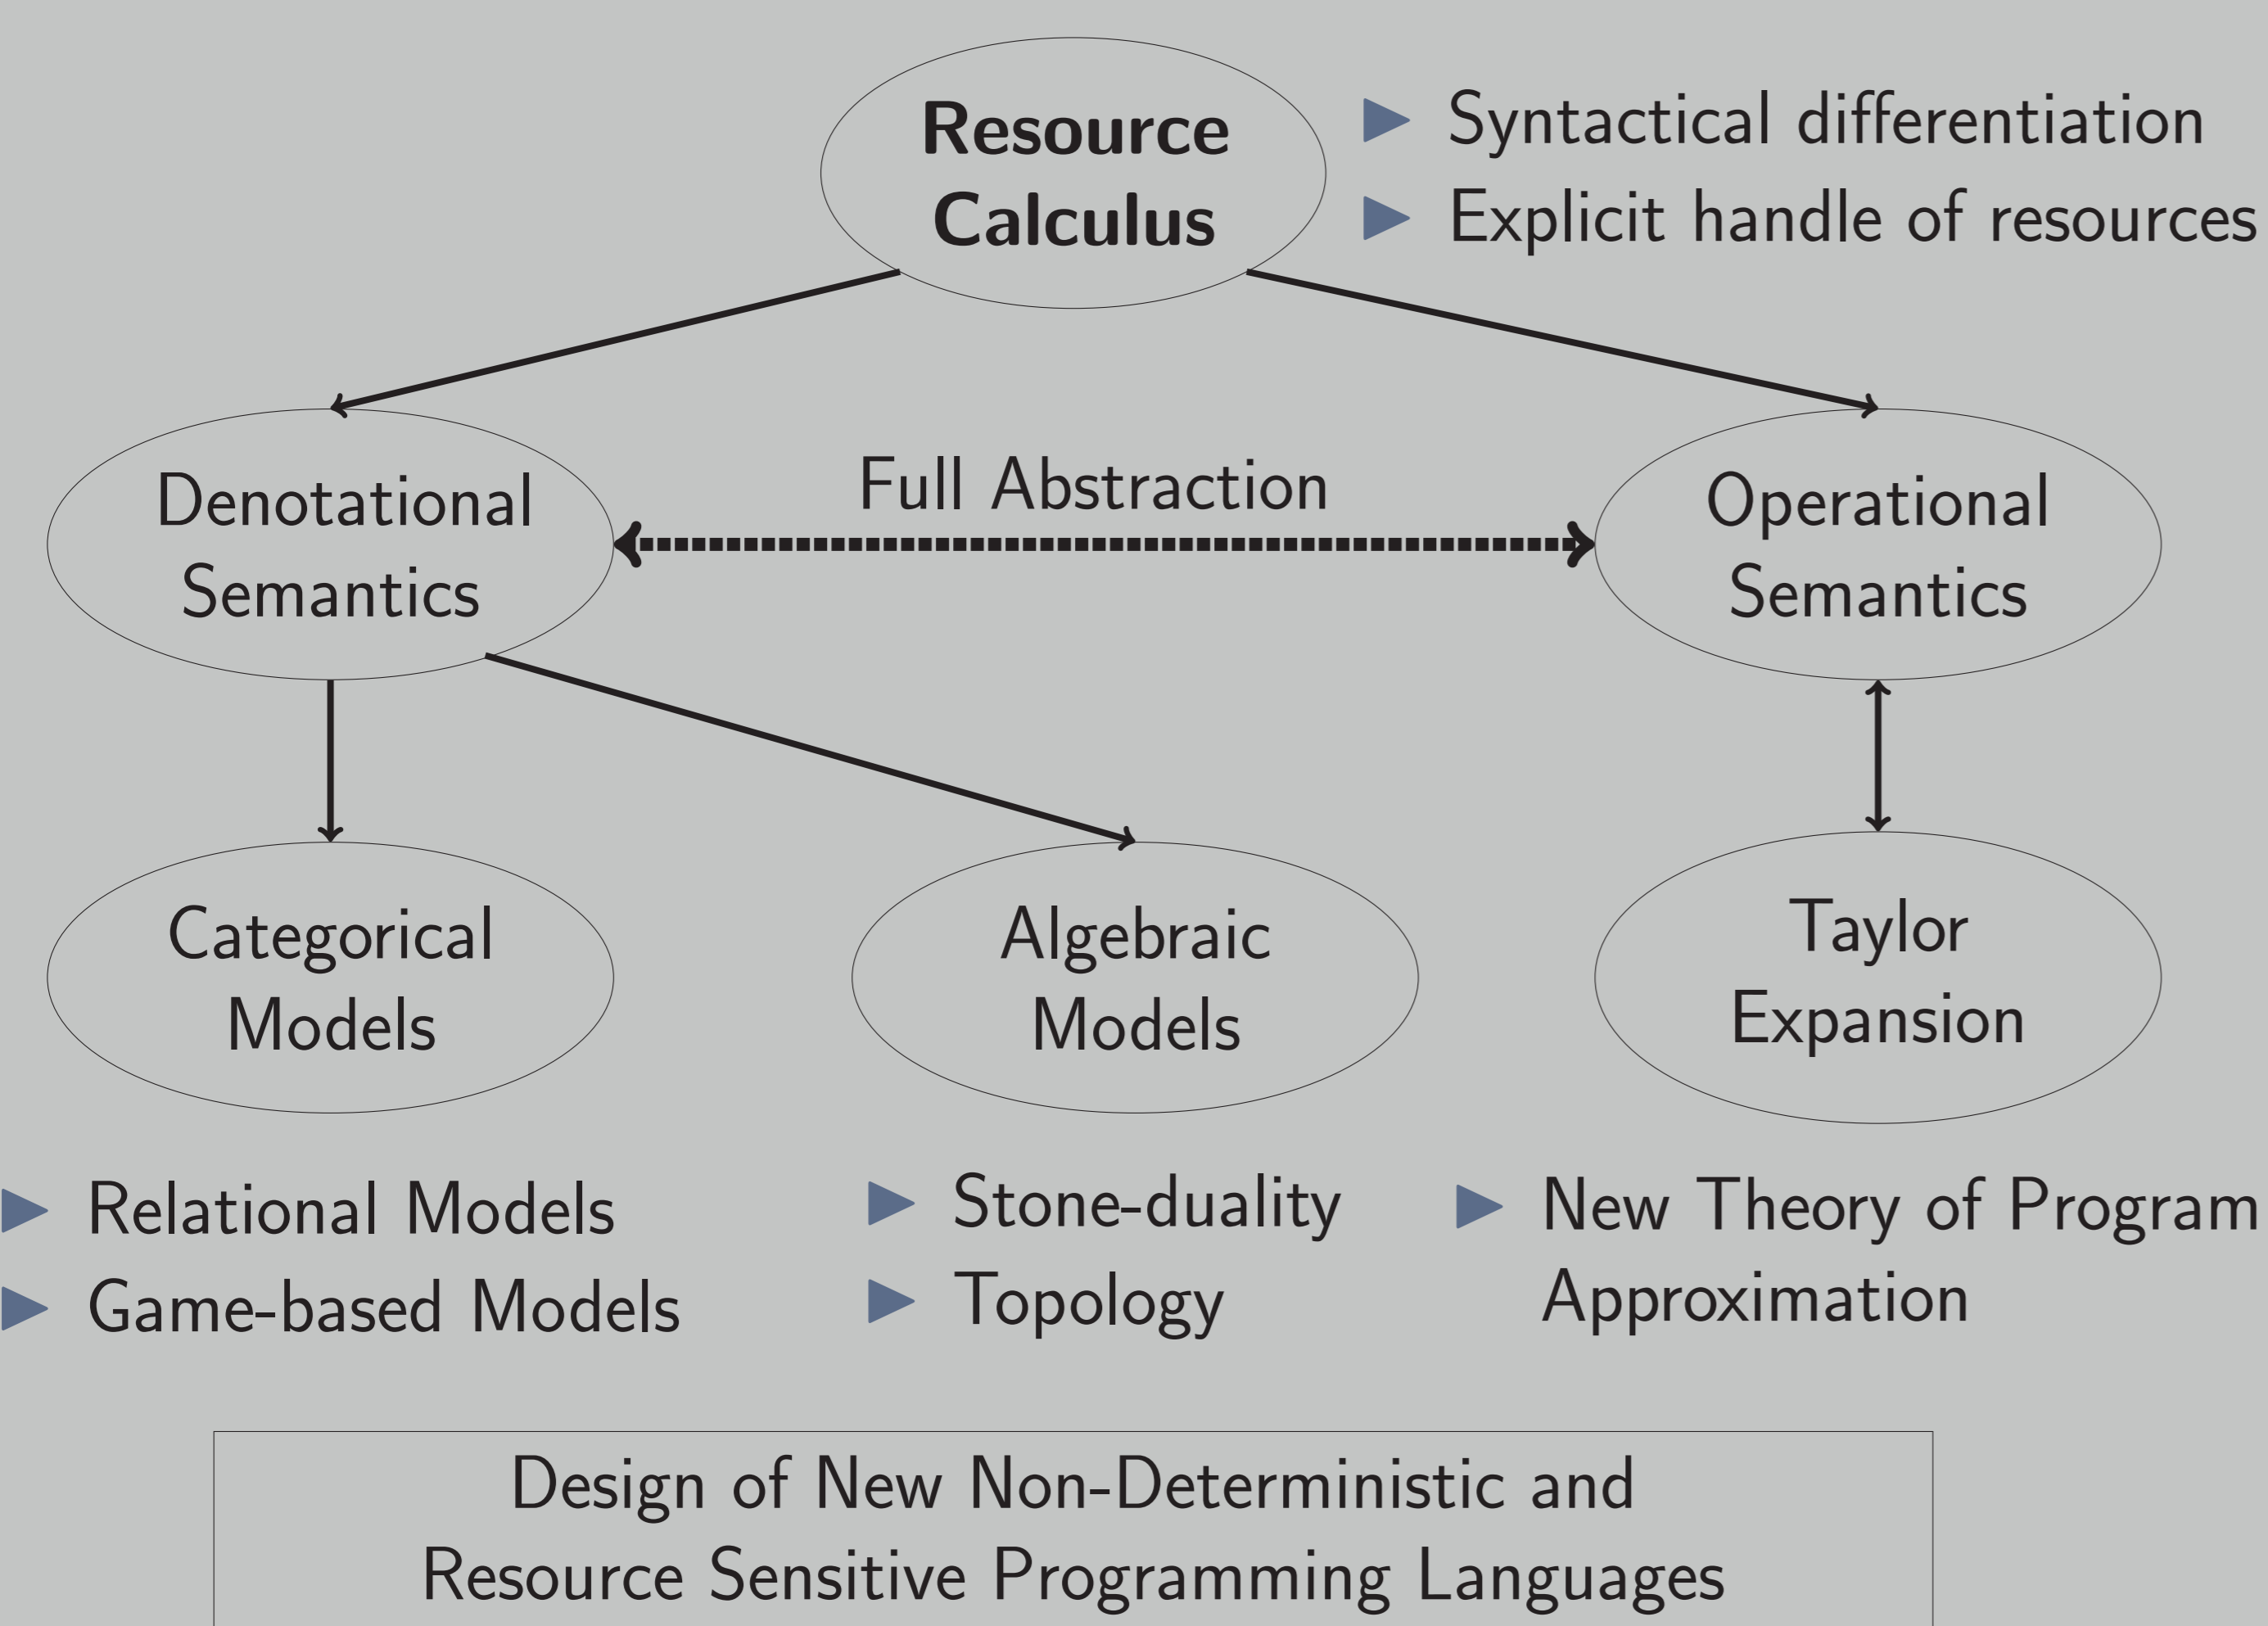 Resource
Calculus
Syntactical differentiation
Explicit handle of resources
Denotational
Semantics
Full Abstraction
Operational
Semantics
Categorical
Models
Algebraic
Models
Taylor
Expansion
Relational Models
Game-based Models
Stone-duality
Topology
New Theory of Program
Approximation
Design of New Non-Deterministic and
Resource Sensitive Programming Languages